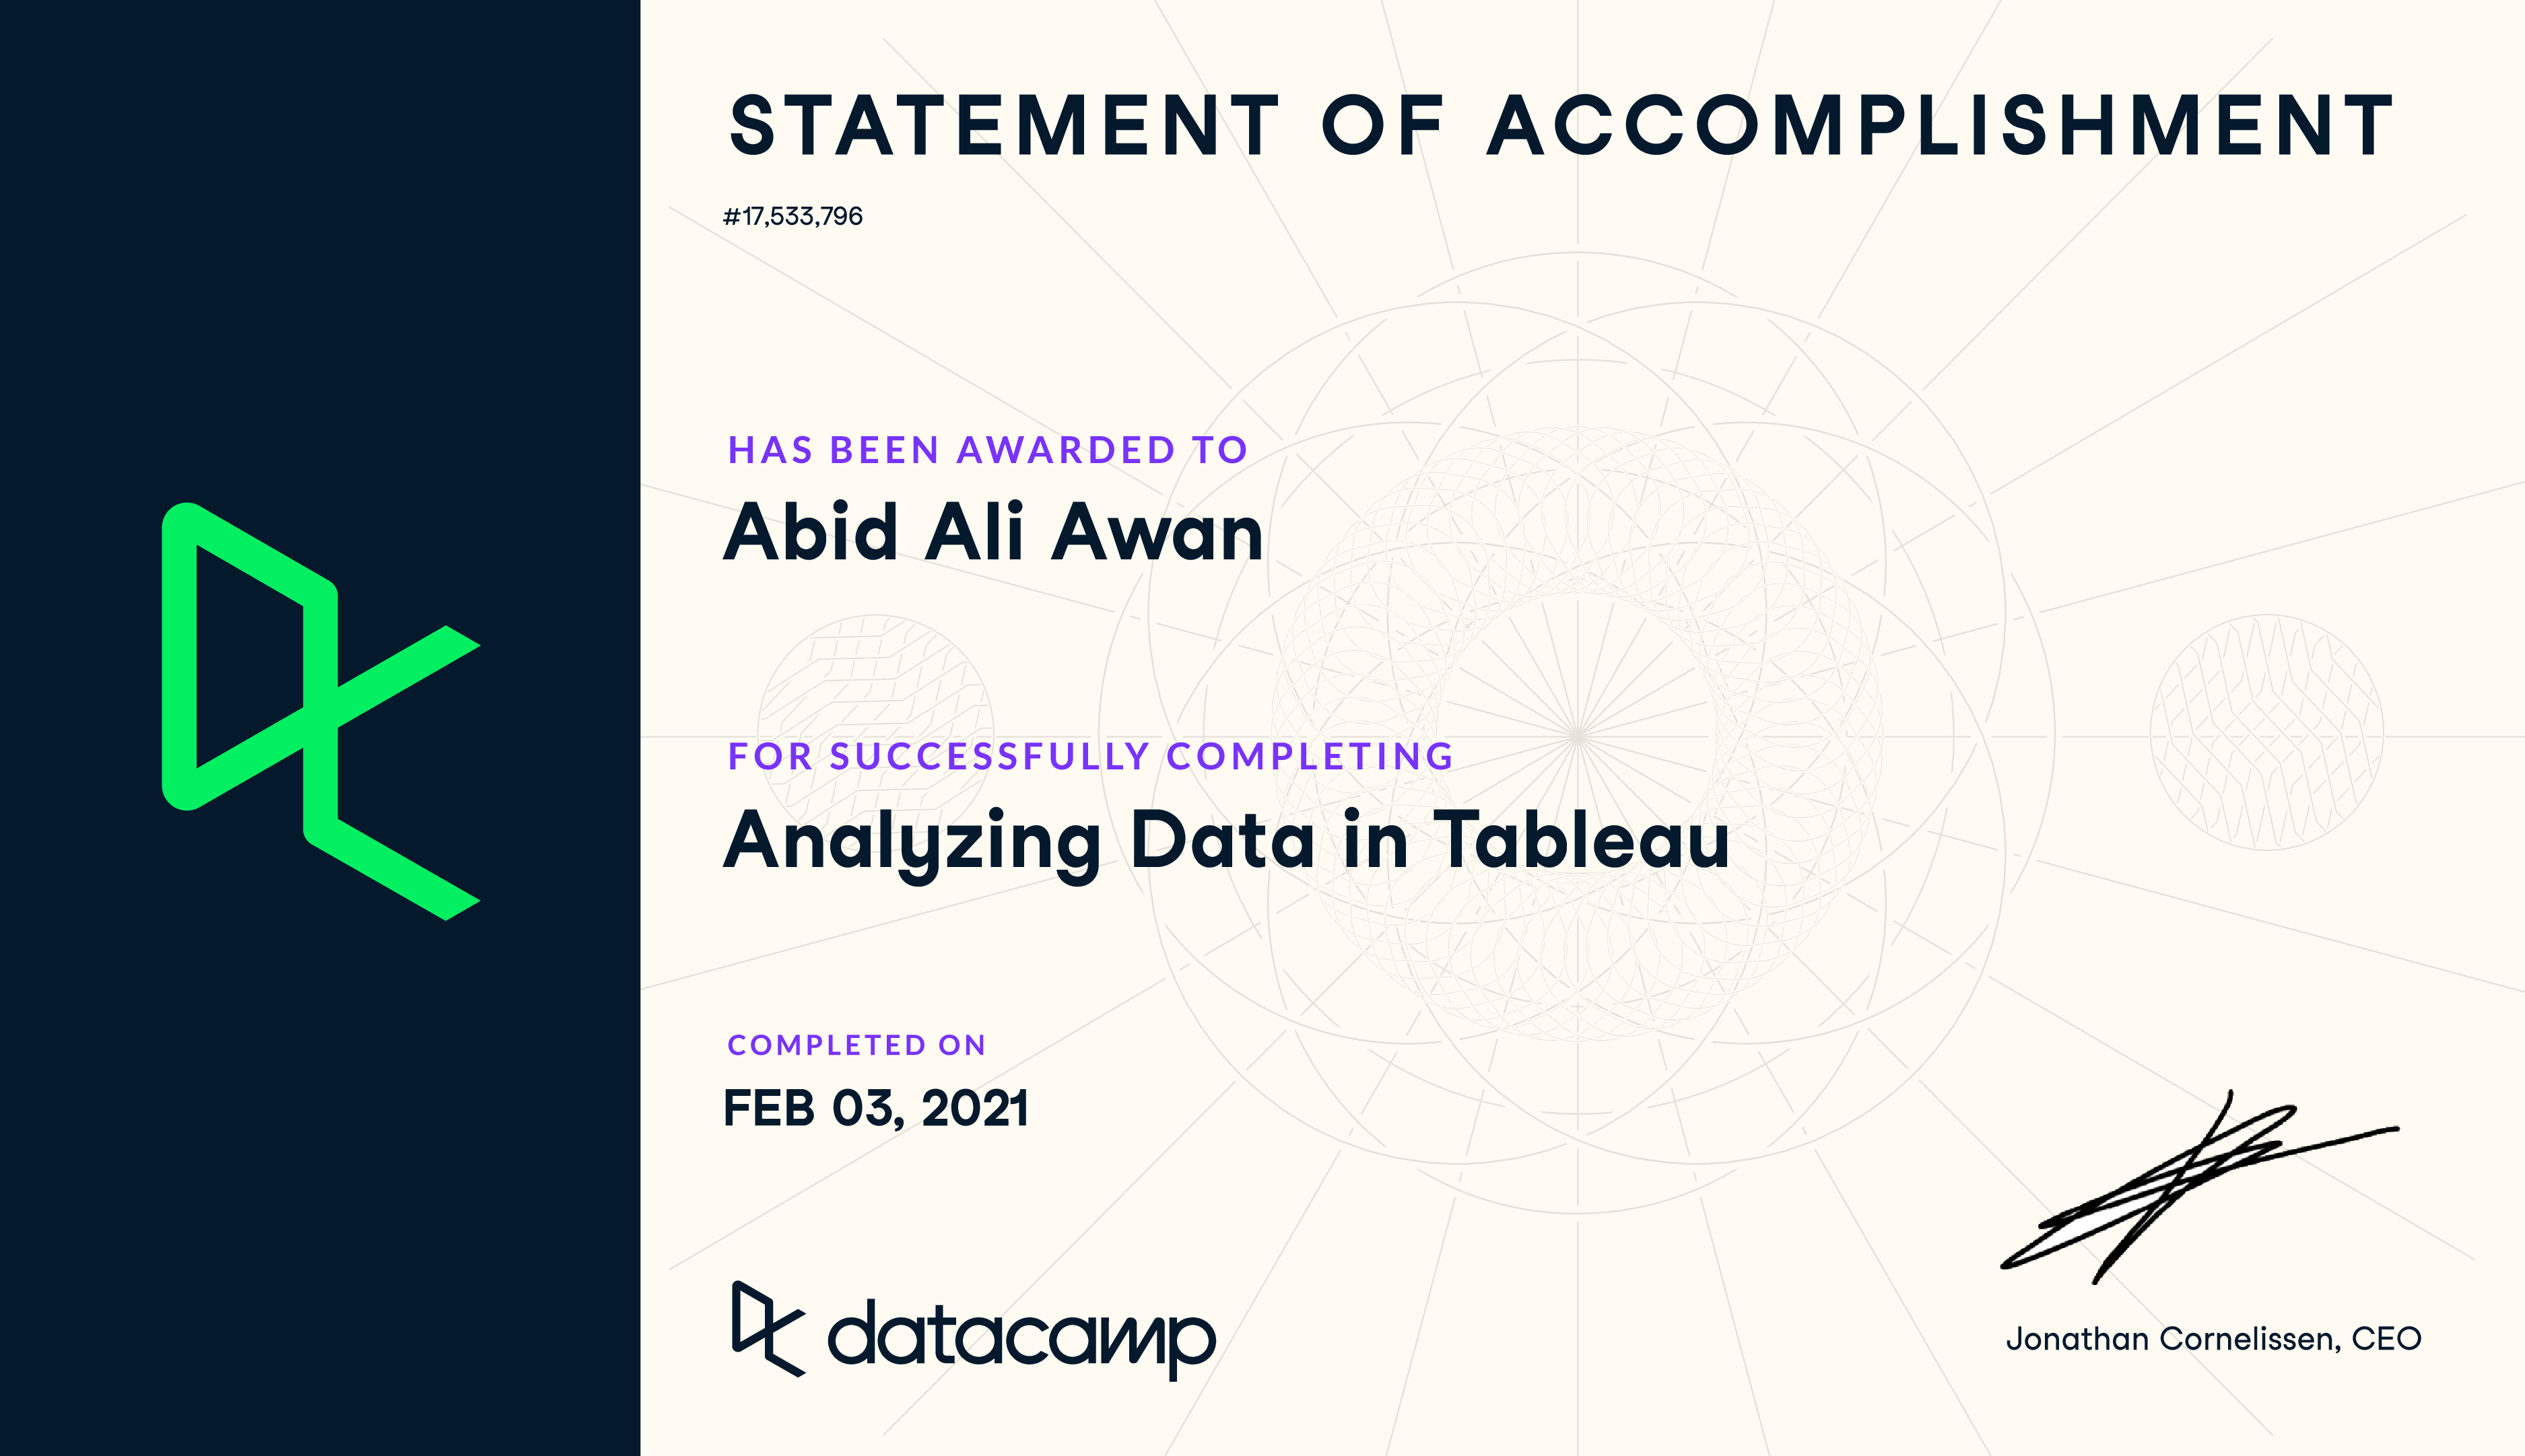 STATEMENT OF ACCOMPLISHMENT
#17,533,796
HAS BEEN AWARDED TO
Abid Ali Awan
FOR SUCCESSFULLY COMPLETING
Analyzing Data in Tableau
COMPLETED ON
FEB 03, 2021
datacamp
Jonathan Cornelissen, CEO